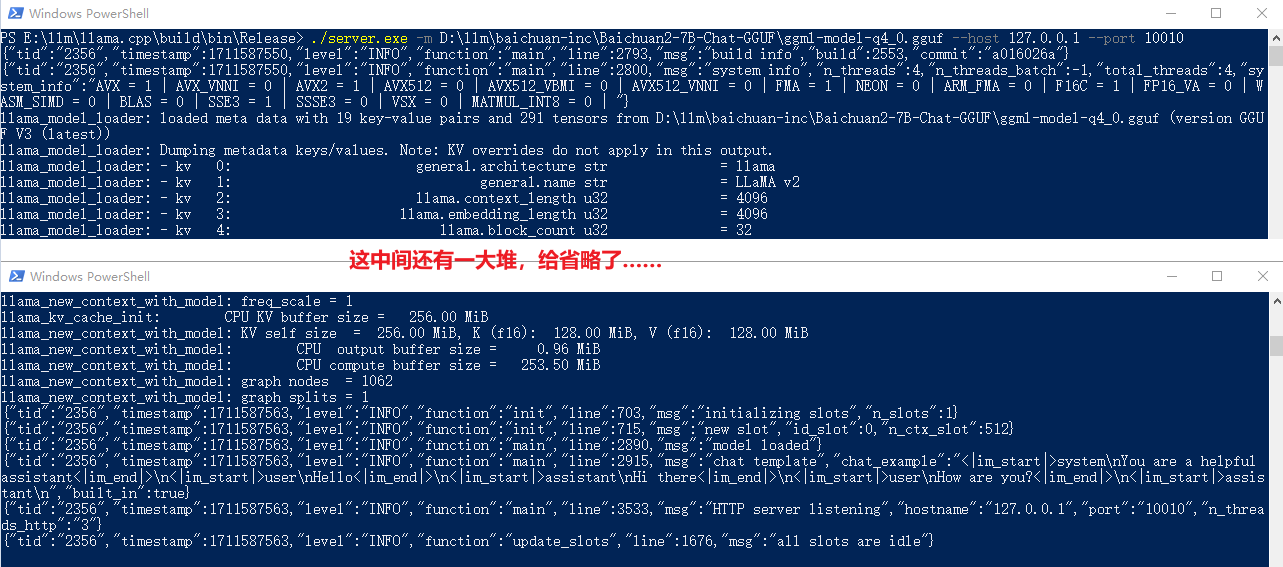 Windows PowerShell
PS E:\llm\llama.cpp\build\bin\Release> ./server.exe -m D:\llm\baichuan-inc\Baichuan2-7B-Chat-GGUF\ggml-model-q4_0.gguf --host 127.0.0.1 --port 10010
{"tid":"2356","timestamp":1711587550,"level":"INFO","function":"main","line":2793,"msg":"build info","build":2553,"commit":"a016026a"}
{"tid":"2356","timestamp":1711587550,"level":"INFO","function":"main","line":2800,"msg":"system info","n_threads":4,"n_threads_batch":-1,"total_threads":4,"sy
stem_info":"AVX = 1 | AVX_VNNI = 0 | AVX2 = 1 | AVX512 = 0 | AVX512_VBMI = 0 | AVX512_VNNI = 0 | FMA = 1 | NEON = 0 | ARM_FMA = 0 | F16C = 1 | FP16_VA = 0 | W
ASM_SIMD = 0 | BLAS = 0 | SSE3 = 1 | SSSE3 = 0 | VSX = 0 | MATMUL_INT8 = 0 | "}
llama_model_loader: loaded meta data with 19 key-value pairs and 291 tensors from D:\llm\baichuan-inc\Baichuan2-7B-Chat-GGUF\ggml-model-q4_0.gguf (version GGU
F V3 (latest))
llama_model_loader: Dumping metadata keys/values. Note: KV overrides do not apply in this output.
llama_model_loader: - kv   0:                       general.architecture str              = llama
llama_model_loader: - kv   1:                               general.name str              = LLaMA v2
llama_model_loader: - kv   2:                       llama.context_length u32              = 4096
llama_model_loader: - kv   3:                     llama.embedding_length u32              = 4096
llama_model_loader: - kv   4:                          llama.block_count u32              = 32
这中间还有一大堆，给省略了……
Windows PowerShell
llama_new_context_with_model: freq_scale = 1
llama_kv_cache_init:        CPU KV buffer size =   256.00 MiB
llama_new_context_with_model: KV self size  =  256.00 MiB, K (f16):  128.00 MiB, V (f16):  128.00 MiB
llama_new_context_with_model:        CPU  output buffer size =     0.96 MiB
llama_new_context_with_model:        CPU compute buffer size =   253.50 MiB
llama_new_context_with_model: graph nodes  = 1062
llama_new_context_with_model: graph splits = 1
{"tid":"2356","timestamp":1711587563,"level":"INFO","function":"init","line":703,"msg":"initializing slots","n_slots":1}
{"tid":"2356","timestamp":1711587563,"level":"INFO","function":"init","line":715,"msg":"new slot","id_slot":0,"n_ctx_slot":512}
{"tid":"2356","timestamp":1711587563,"level":"INFO","function":"main","line":2890,"msg":"model loaded"}
{"tid":"2356","timestamp":1711587563,"level":"INFO","function":"main","line":2915,"msg":"chat template","chat_example":"<|im_start|>system\nYou are a helpful
assistant<|im_end|>\n<|im_start|>user\nHello<|im_end|>\n<|im_start|>assistant\nHi there<|im_end|>\n<|im_start|>user\nHow are you?<|im_end|>\n<|im_start|>assis
tant\n","built_in":true}
{"tid":"2356","timestamp":1711587563,"level":"INFO","function":"main","line":3533,"msg":"HTTP server listening","hostname":"127.0.0.1","port":"10010","n_threa
ds_http":"3"}
{"tid":"2356","timestamp":1711587563,"level":"INFO","function":"update_slots","line":1676,"msg":"all slots are idle"}